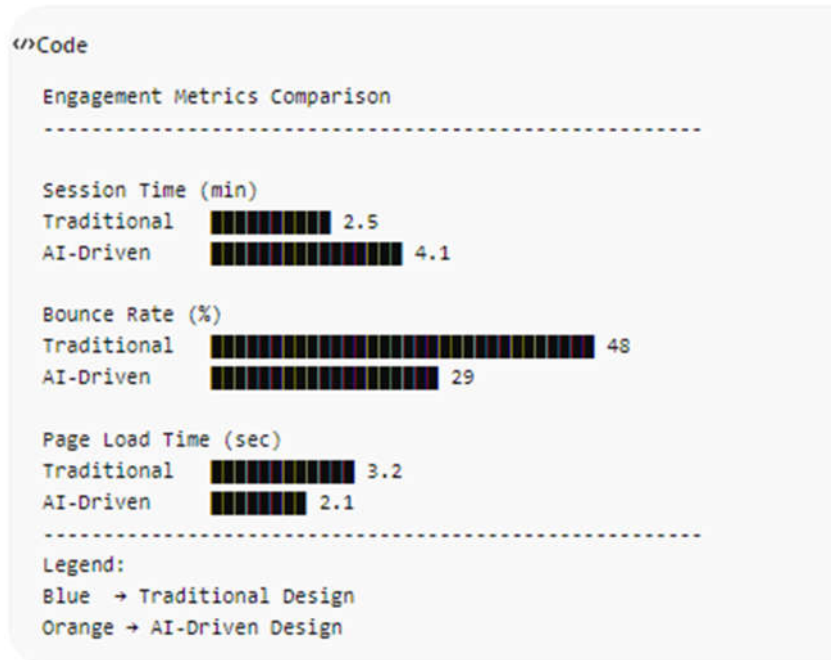 </>Code
Engagement Metrics Comparison
-------------------------------------------------------
Session Time (min)
Traditional ██████████ 2.5
AI-Driven ████████████████ 4.1
Bounce Rate (%)
Traditional ████████████████████████████████ 48
AI-Driven ███████████████████ 29
Page Load Time (sec)
Traditional ████████████ 3.2
AI-Driven ████████ 2.1
-------------------------------------------------------
Legend:
Blue → Traditional Design
Orange → AI-Driven Design